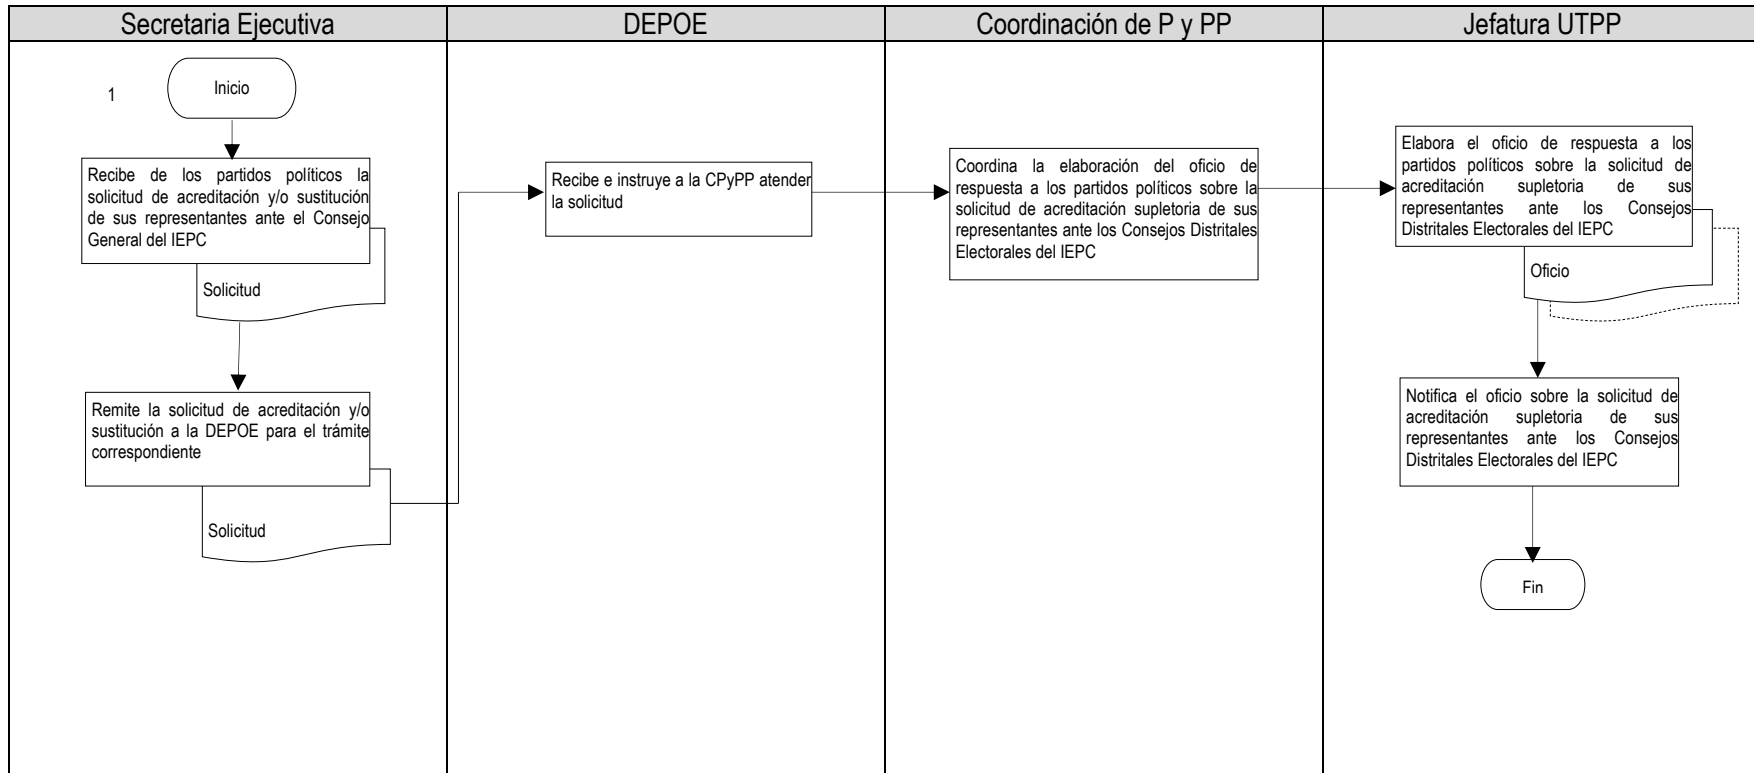 Secretaria Ejecutiva
DEPOE
Coordinación de P y PP
Jefatura UTPP
1
Inicio
Recibe de los partidos políticos la
solicitud de acreditación y/o sustitución
de sus representantes ante el Consejo
General del IEPC
Solicitud
Remite la solicitud de acreditación y/o
sustitución a la DEPOE para el trámite
correspondiente
Solicitud
Recibe e instruye a la CPyPP atender
la solicitud
Coordina la elaboración del oficio de
respuesta a los partidos políticos sobre la
solicitud de acreditación supletoria de sus
representantes ante los Consejos Distritales
Electorales del IEPC
Elabora el oficio de respuesta a los
partidos políticos sobre la solicitud de
acreditación supletoria de sus
representantes ante los Consejos
Distritales Electorales del IEPC
Oficio
Notifica el oficio sobre la solicitud de
acreditación supletoria de sus
representantes ante los Consejos
Distritales Electorales del IEPC
Fin